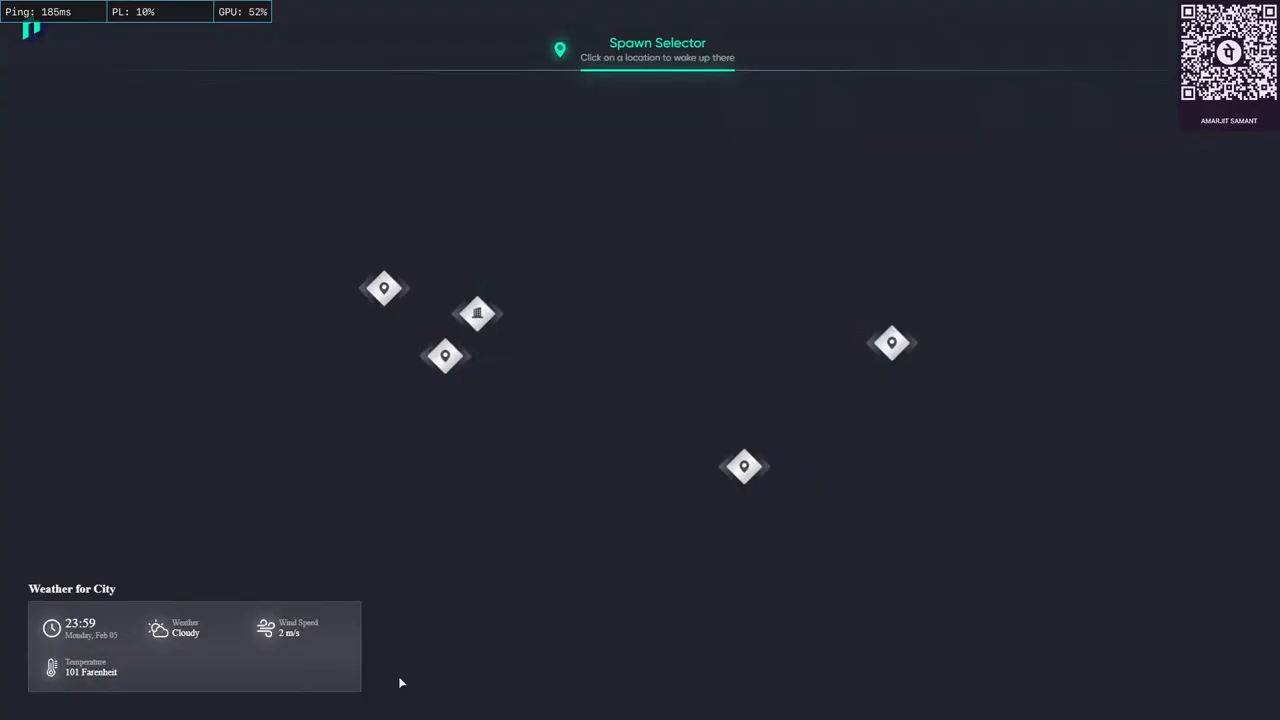 Ping: 185ms
PL: 10%
GPU: 52%
Spawn Selector
Click on a location to wake up there
पे
AMARJIT SAMANT
Weather for City
23:59
Monday, Feb 05
Weather
Cloudy
Wind Speed
2 m/s
Temperature
101 Farenheit